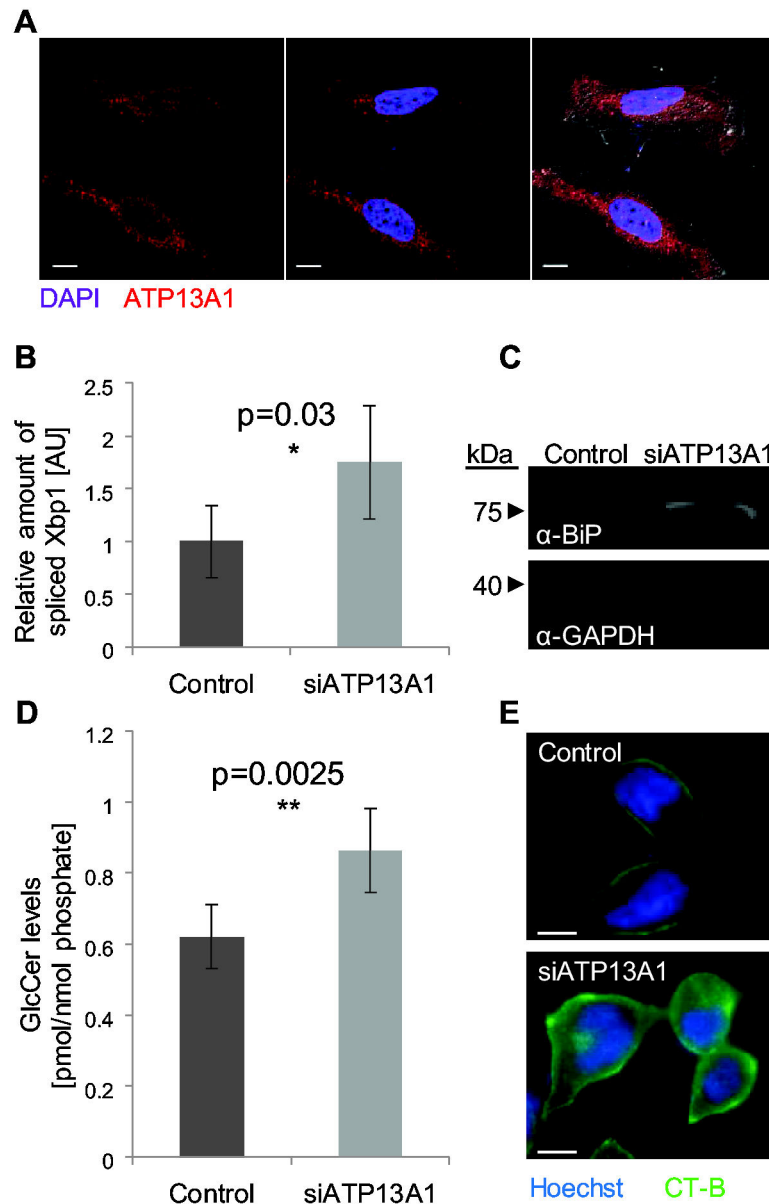 A
DAPI ATP13A1
B
Relative amount of
spliced Xbp1 [AU]
2.5
2
1.5
1
0.5
0
p=0.03
*
Control siATP13A1
C
kDa Control siATP13A1
75
α-BiP
40
α-GAPDH
D
GlcCer levels
[pmol/nmol phosphate]
1.2
1
0.8
0.6
0.4
0.2
0
p=0.0025
**
Control siATP13A1
E
Control
siATP13A1
Hoechst CT-B